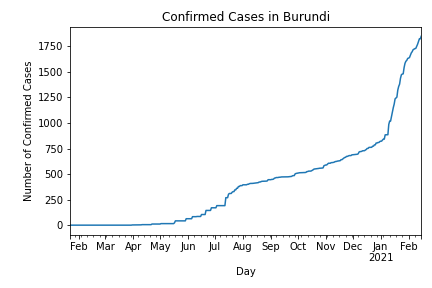 Confirmed Cases in Burundi
Number of Confirmed Cases
1750
1500
1250
1000
750
500
250
0
Feb Mar Apr May Jun Jul Aug Sep Oct Nov Dec Jan Feb
2021
Day